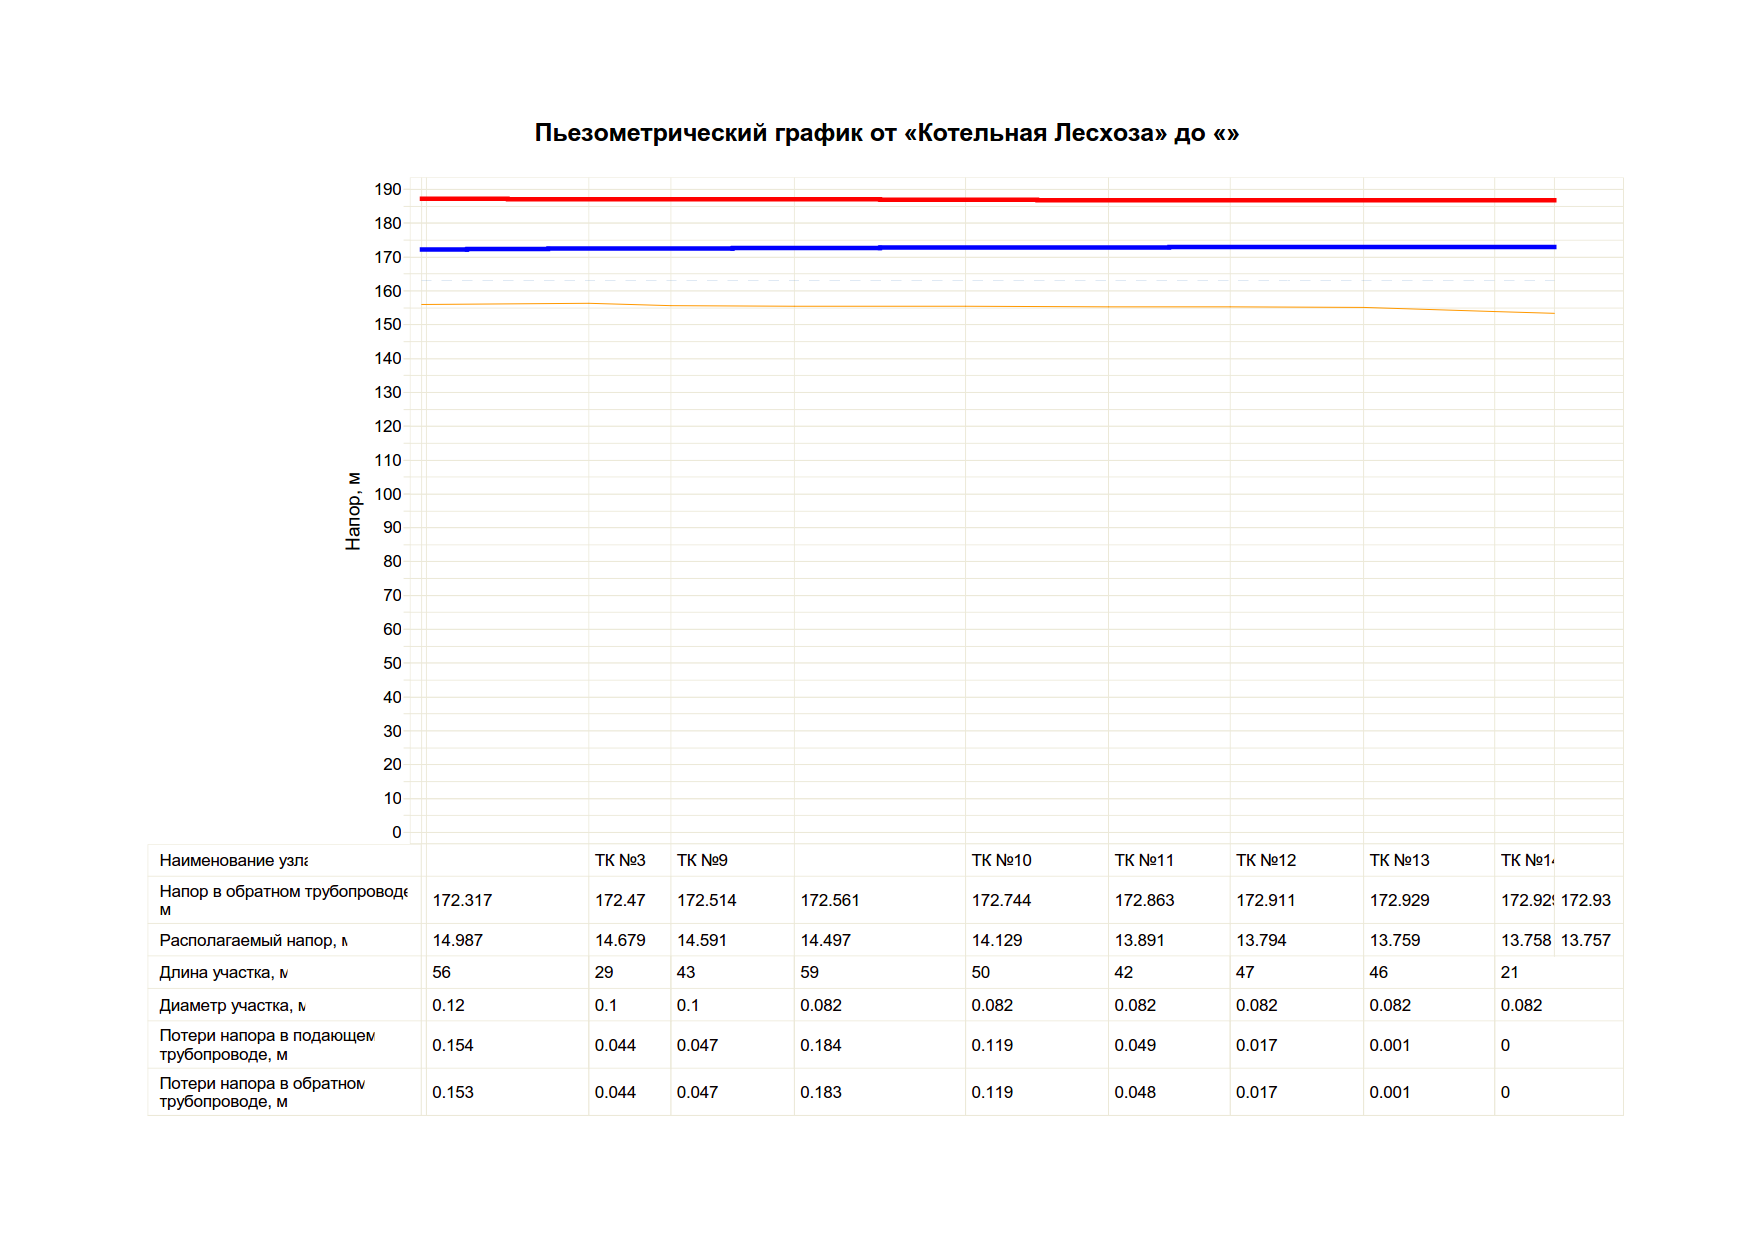 Пьезометрический график от «Котельная Лесхоза» до «»
190
180
170
160
150
140
130
120
110
100
90
80
70
60
50
40
30
20
10
0
Напор, м
Наименование узла ТК №3 ТК №9 ТК №10 ТК №11 ТК №12 ТК №13 ТК №14
Напор в обратном трубопроводе
м
172.317 172.47 172.514 172.561 172.744 172.863 172.911 172.929 172.929 172.93
Располагаемый напор, м 14.987 14.679 14.591 14.497 14.129 13.891 13.794 13.759 13.758 13.757
Длина участка, м 56 29 43 59 50 42 47 46 21
Диаметр участка, м 0.12 0.1 0.1 0.082 0.082 0.082 0.082 0.082 0.082
Потери напора в подающем
трубопроводе, м
0.154 0.044 0.047 0.184 0.119 0.049 0.017 0.001 0
Потери напора в обратном
трубопроводе, м
0.153 0.044 0.047 0.183 0.119 0.048 0.017 0.001 0